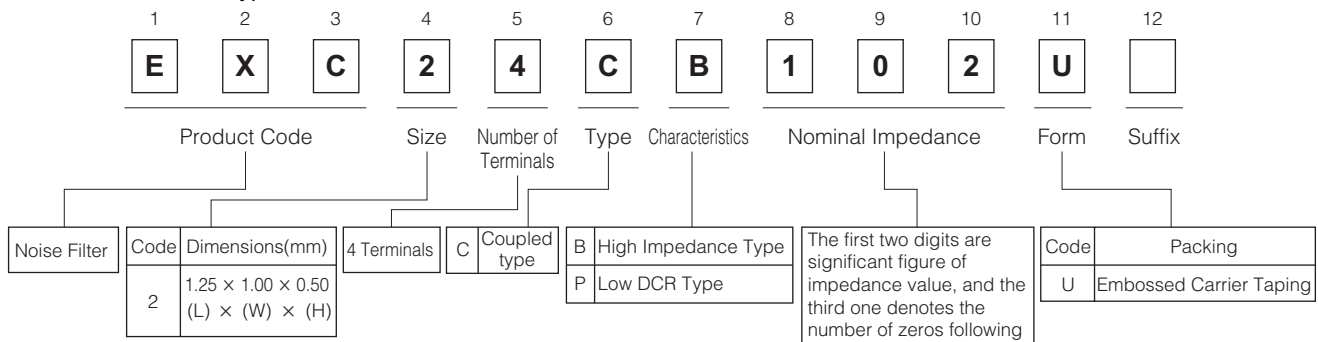 1 2 3 4 5 6 7 8 9 10 11 12
E X C 2 4 C B 1 0 2 U
Product Code Size Number of Terminals Type Characteristics Nominal Impedance Form Suffix
Noise Filter
Code Dimensions(mm)
2 1.25 × 1.00 × 0.50
(L) × (W) × (H)
4 Terminals
C Coupled type
B High Impedance Type
P Low DCR Type
The first two digits are
significant figure of
impedance value, and the
third one denotes the
number of zeros following
Code Packing
U Embossed Carrier Taping